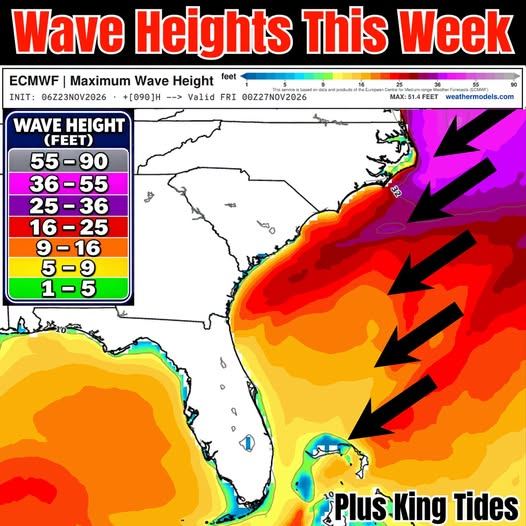 Wave Heights This Week
ECMWF | Maximum Wave Height feet 1 5 9 16 25 36 55 90
This service is based on data and products of the European Centre for Medium-range Weather Forecasts (ECMWF)
INIT: 06Z23NOV2026 · +[090]H --> Valid FRI 00Z27NOV2026 MAX: 51.4 FEET weathermodels.com
WAVE HEIGHT
(FEET)
55 – 90
36 – 55
25 – 36
16 – 25
9 – 16
5 – 9
1 – 5
32
10
Plus King Tides